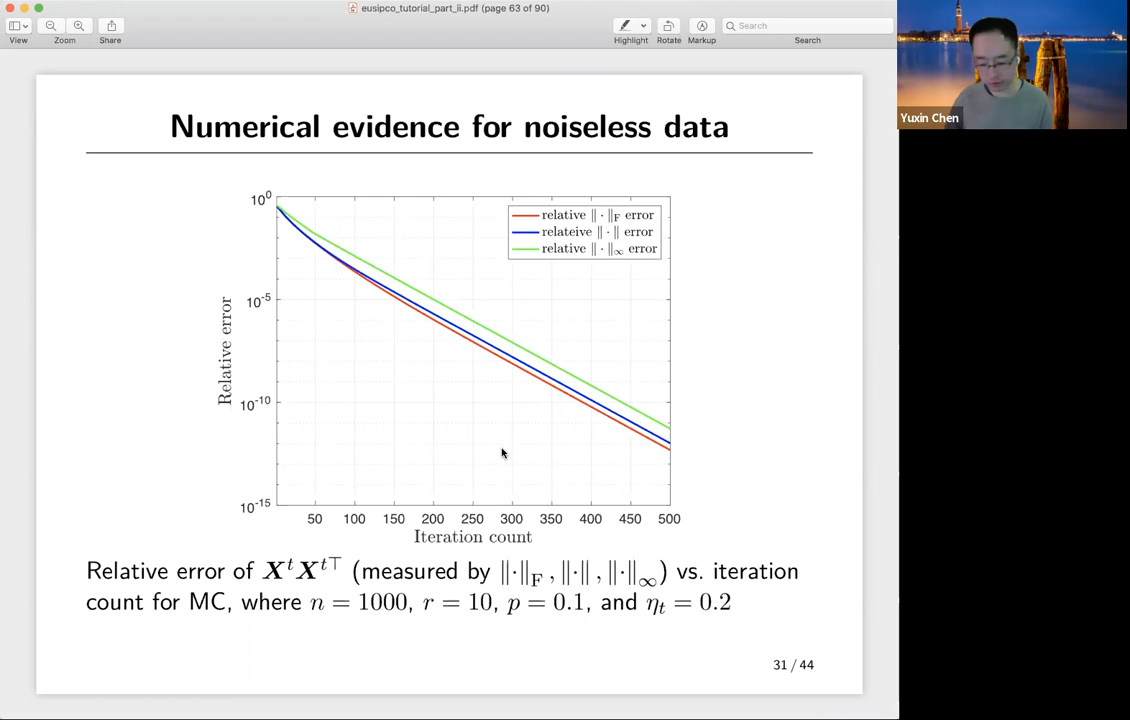 eusipco_tutorial_part_ii.pdf (page 63 of 90)
View
Zoom
Share
Highlight
Rotate
Markup
Search
Search
Yuxin Chen
Numerical evidence for noiseless data
10^0
10^-5
10^-10
10^-15
Relative error
relative ‖·‖_F error
relateive ‖·‖ error
relative ‖·‖_∞ error
50 100 150 200 250 300 350 400 450 500
Iteration count
Relative error of X^t X^{t⊤} (measured by ‖·‖_F, ‖·‖, ‖·‖_∞) vs. iteration
count for MC, where n = 1000, r = 10, p = 0.1, and η_t = 0.2
31 / 44